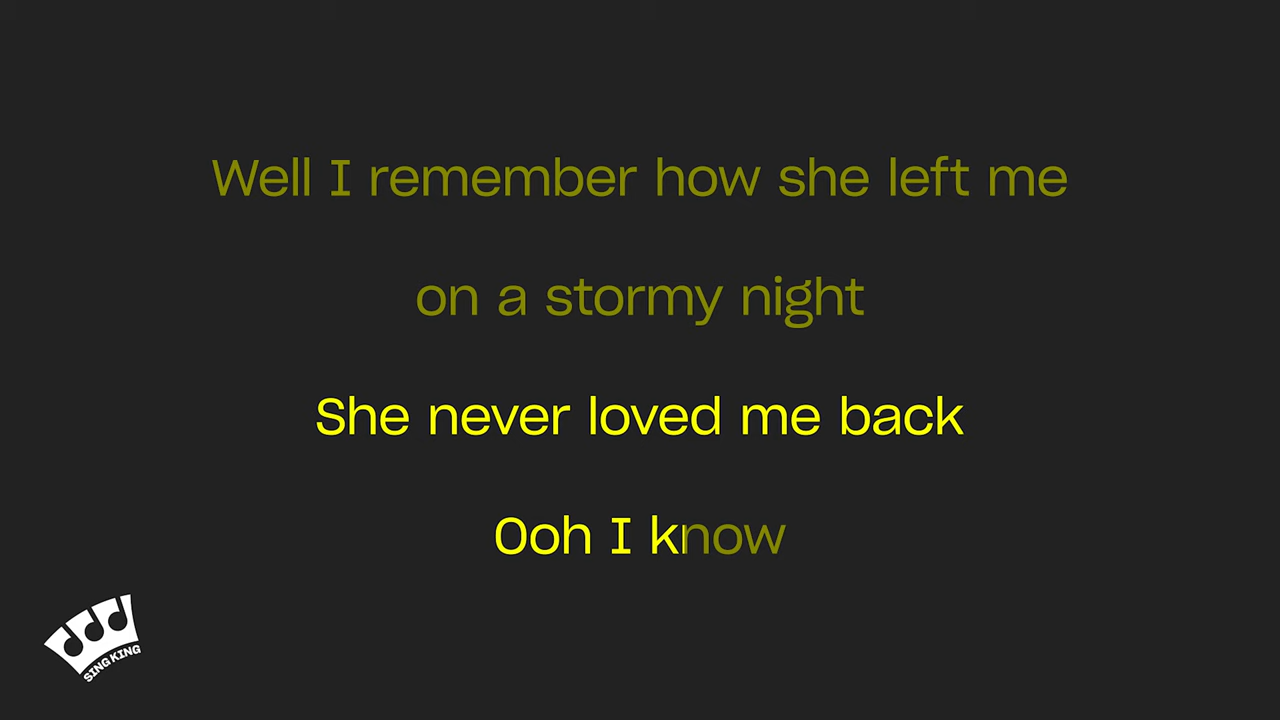 Well I remember how she left me
on a stormy night
She never loved me back
Ooh I know
SING KING